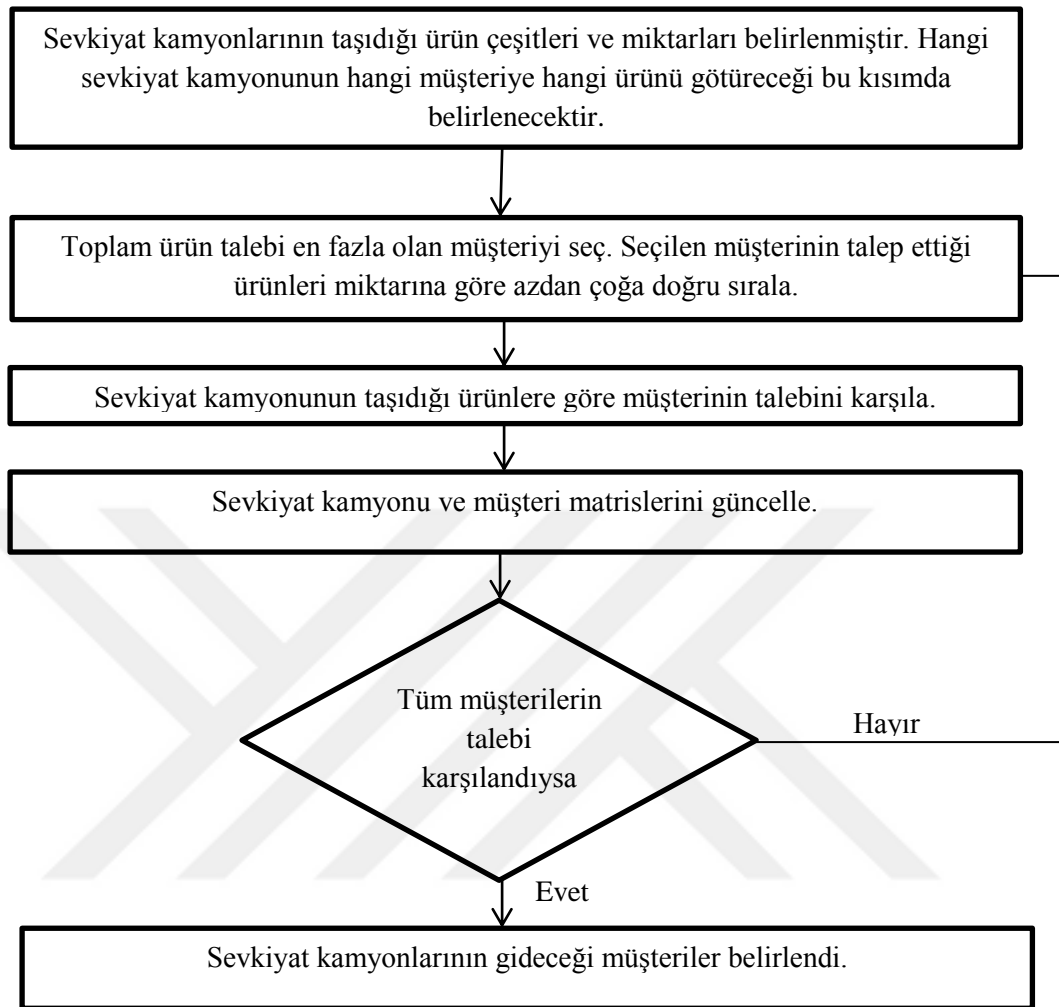 Sevkiyat kamyonlarının taşıdığı ürün çeşitleri ve miktarları belirlenmiştir. Hangi
sevkiyat kamyonunun hangi müşteriye hangi ürünü götüreceği bu kısımda
belirlenecektir.
Toplam ürün talebi en fazla olan müşteriyi seç. Seçilen müşterinin talep ettiği
ürünleri miktarına göre azdan çoğa doğru sırala.
Sevkiyat kamyonunun taşıdığı ürünlere göre müşterinin talebini karşıla.
Sevkiyat kamyonu ve müşteri matrislerini güncelle.
Tüm müşterilerin
talebi
karşılandıysa
Hayır
Evet
Sevkiyat kamyonlarının gideceği müşteriler belirlendi.